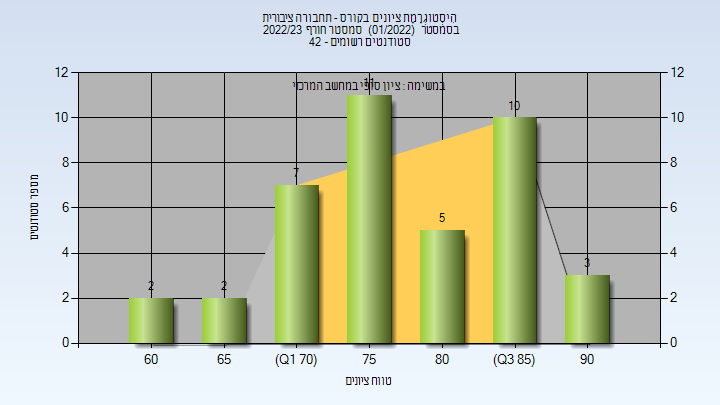 היסטוגרמת ציונים בקורס - תחבורה ציבורית
בסמסטר (01/2022) סמסטר חורף 2022/23
סטודנטים רשומים - 42
במשימה : ציון סופי במחשב המרכזי
מספר סטודנטים
12 12
10 10
8 8
6 6
4 4
2 2
0 0
2 2 7 11 5 10 3
60 65 (Q1 70) 75 80 (Q3 85) 90
טווח ציונים